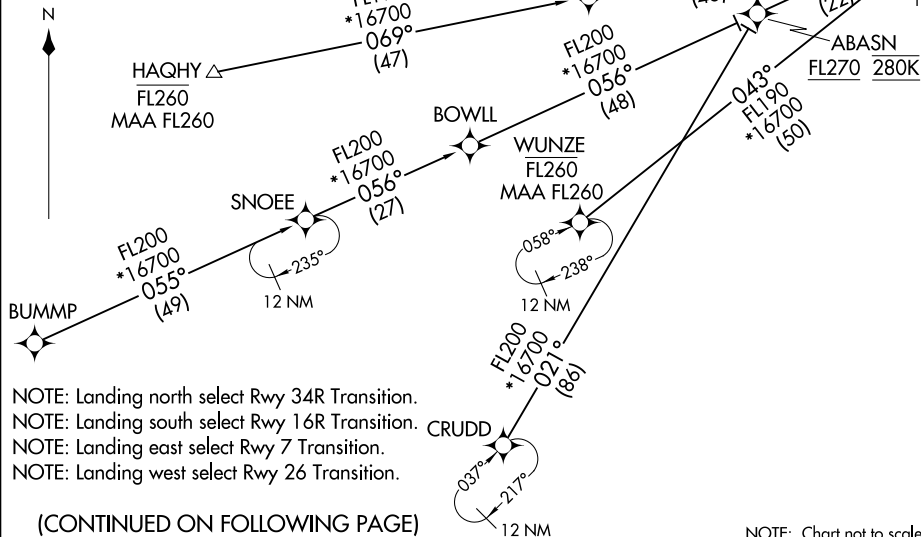 N
*16700
069°
(47)
HAQHY
FL260
MAA FL260
FL200
*16700
056°
(48)
(22)
ABASN
FL270 280K
043°
FL190
*16700
(50)
BOWLL
WUNZE
FL260
MAA FL260
FL200
*16700
056°
(27)
SNOEE
235°
12 NM
058°
238°
12 NM
FL200
*16700
055°
(49)
BUMMP
FL200
*16700
021°
(86)
NOTE: Landing north select Rwy 34R Transition.
NOTE: Landing south select Rwy 16R Transition.
NOTE: Landing east select Rwy 7 Transition.
NOTE: Landing west select Rwy 26 Transition.
CRUDD
037°
217°
12 NM
(CONTINUED ON FOLLOWING PAGE)
NOTE: Chart not to scale